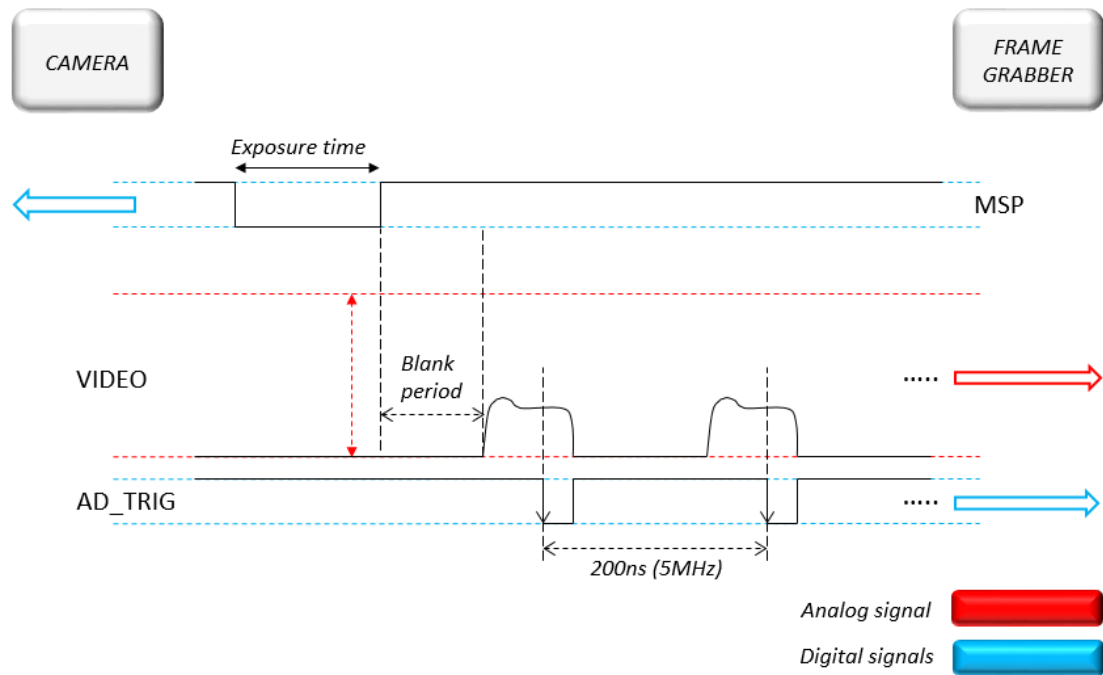 CAMERA
FRAME
GRABBER
Exposure time
MSP
VIDEO
Blank
period
.....
AD_TRIG
.....
200ns (5MHz)
Analog signal
Digital signals